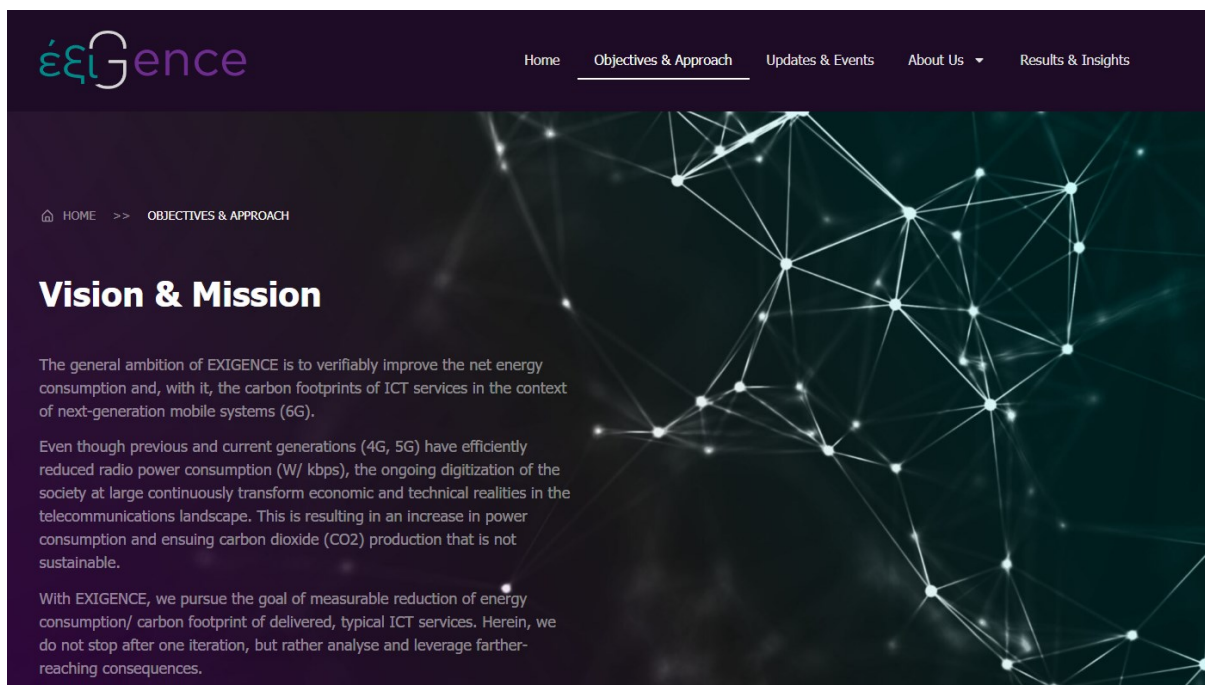 έξιGence
Home Objectives & Approach Updates & Events About Us Results & Insights
HOME >> OBJECTIVES & APPROACH
Vision & Mission
The general ambition of EXIGENCE is to verifiably improve the net energy
consumption and, with it, the carbon footprints of ICT services in the context
of next-generation mobile systems (6G).
Even though previous and current generations (4G, 5G) have efficiently
reduced radio power consumption (W/ kbps), the ongoing digitization of the
society at large continuously transform economic and technical realities in the
telecommunications landscape. This is resulting in an increase in power
consumption and ensuing carbon dioxide (CO2) production that is not
sustainable.
With EXIGENCE, we pursue the goal of measurable reduction of energy
consumption/ carbon footprint of delivered, typical ICT services. Herein, we
do not stop after one iteration, but rather analyse and leverage farther-
reaching consequences.